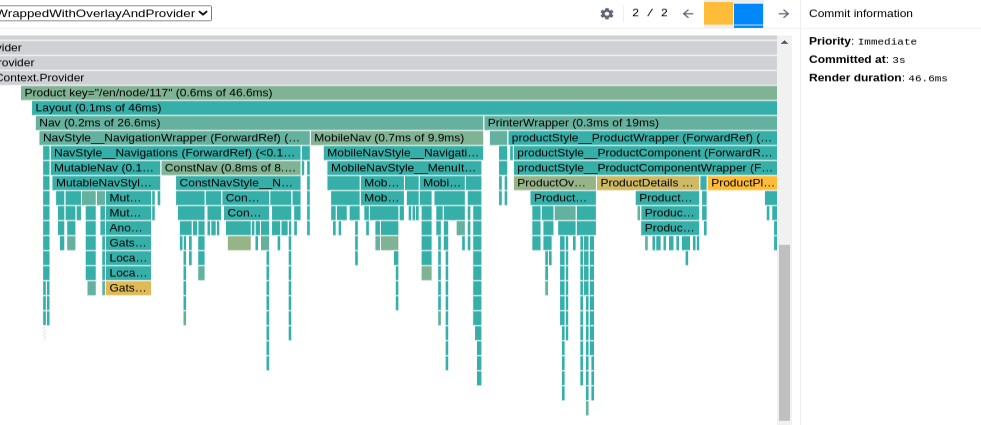 WrappedWithOverlayAndProvider
2 / 2
Commit information
Priority: Immediate
Committed at: 3s
Render duration: 46.6ms
vider
rovider
Context.Provider
Product key="/en/node/117" (0.6ms of 46.6ms)
Layout (0.1ms of 46ms)
Nav (0.2ms of 26.6ms) PrinterWrapper (0.3ms of 19ms)
NavStyle__NavigationWrapper (ForwardRef) (... MobileNav (0.7ms of 9.9ms) productStyle__ProductWrapper (ForwardRef) (...
NavStyle__Navigations (ForwardRef) (<0.1... MobileNavStyle__Navigati... productStyle__ProductComponent (ForwardR...
MutableNav (0.1... ConstNav (0.8ms of 8.... MobileNavStyle__MenuIt... productStyle__ProductComponentWrapper (F...
MutableNavStyl... ConstNavStyle__N... Mob... Mobi... ProductOv... ProductDetails ... ProductPl...
Mut... Con... Mob... Product... Product...
Mut... Con... Produc...
Ano... Produc...
Gats...
Loca...
Loca...
Gats...